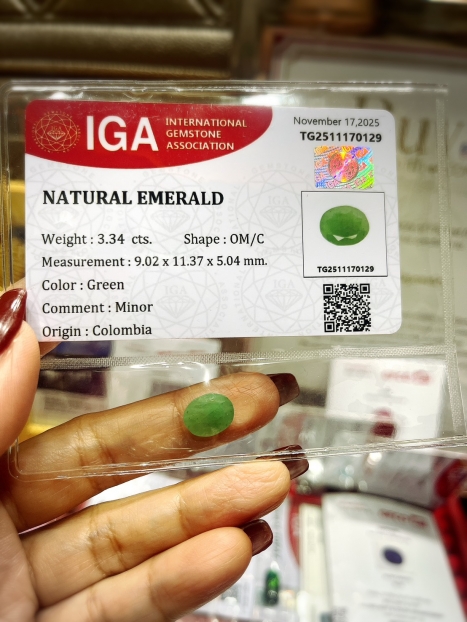 IGA
INTERNATIONAL
GEMSTONE
ASSOCIATION
November 17,2025
TG2511170129
NATURAL EMERALD
Weight : 3.34 cts. Shape : OM/C
Measurement : 9.02 x 11.37 x 5.04 mm.
Color : Green
Comment : Minor
Origin : Colombia
TG2511170129